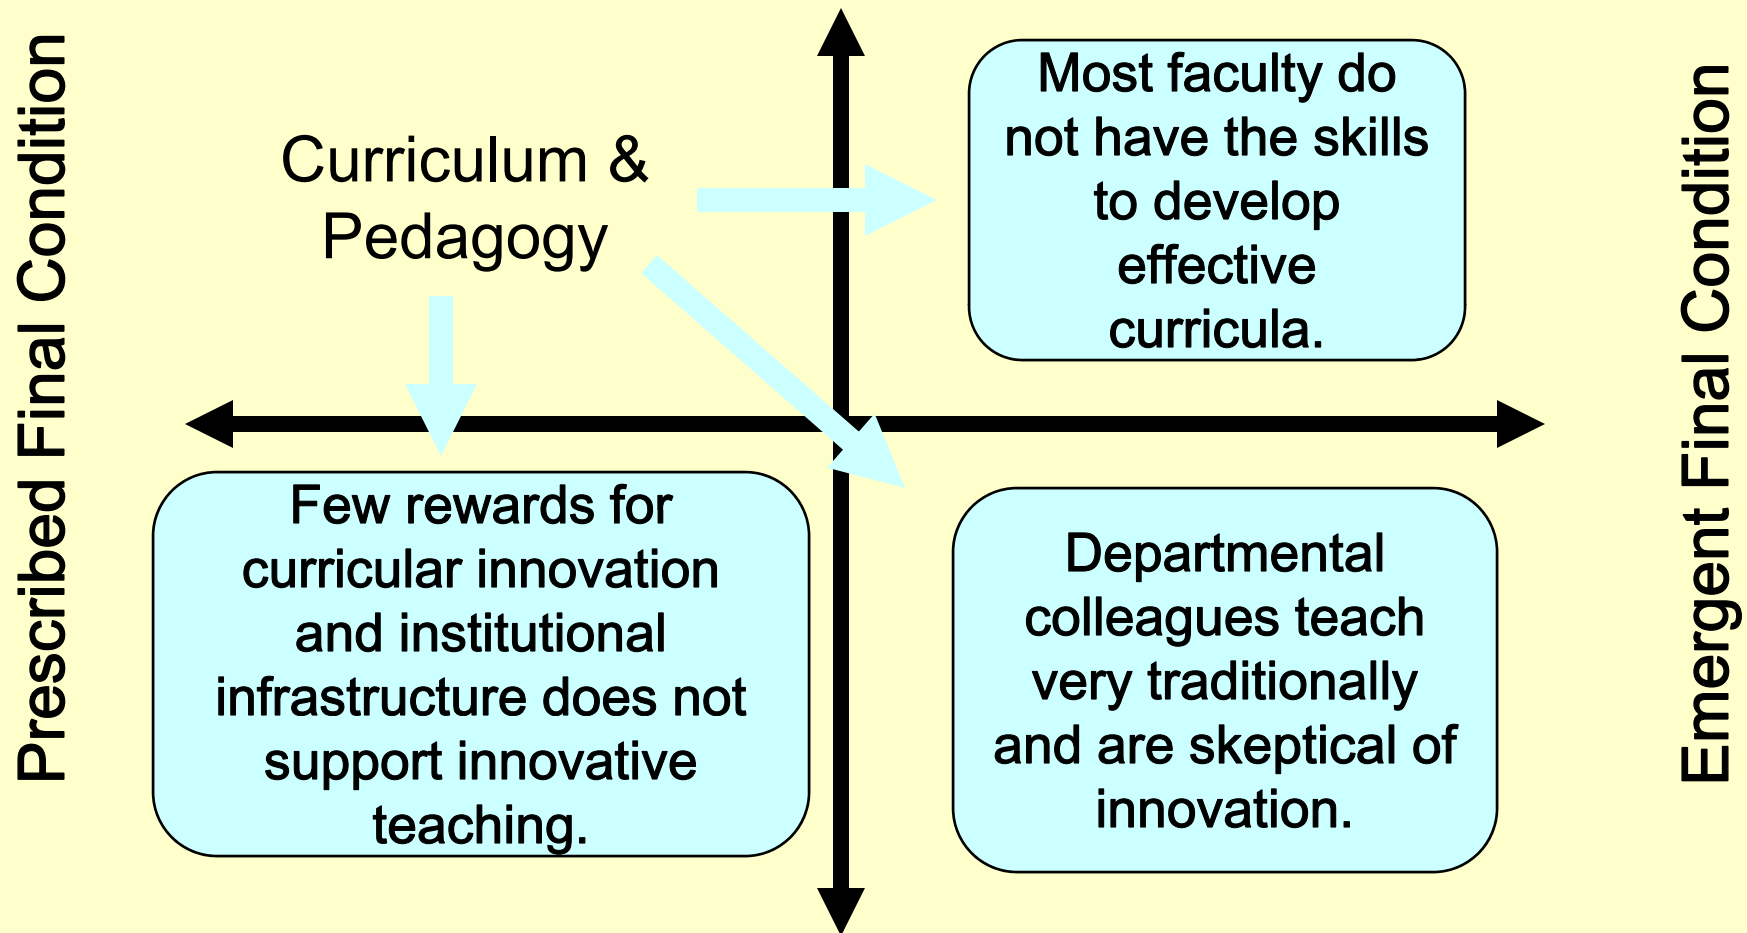 Prescribed Final Condition
Curriculum &
Pedagogy
Most faculty do
not have the skills
to develop
effective
curricula.
Few rewards for
curricular innovation
and institutional
infrastructure does not
support innovative
teaching.
Departmental
colleagues teach
very traditionally
and are skeptical of
innovation.
Emergent Final Condition